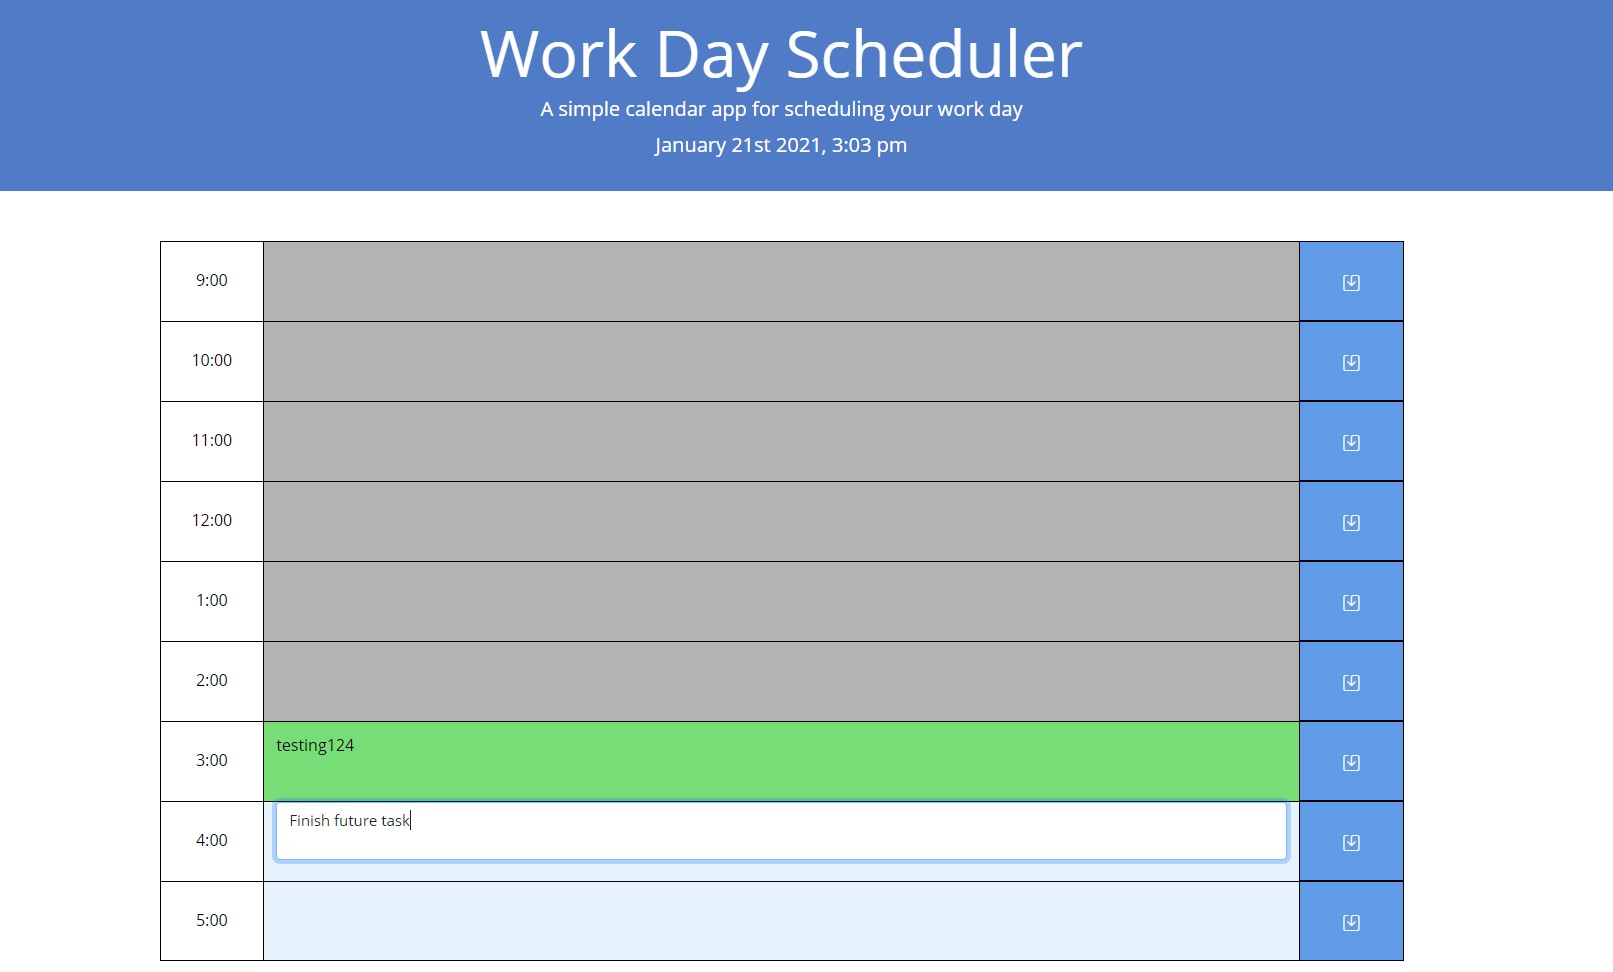 Work Day Scheduler
A simple calendar app for scheduling your work day
January 21st 2021, 3:03 pm
9:00
10:00
11:00
12:00
1:00
2:00
3:00 testing124
4:00 Finish future task
5:00